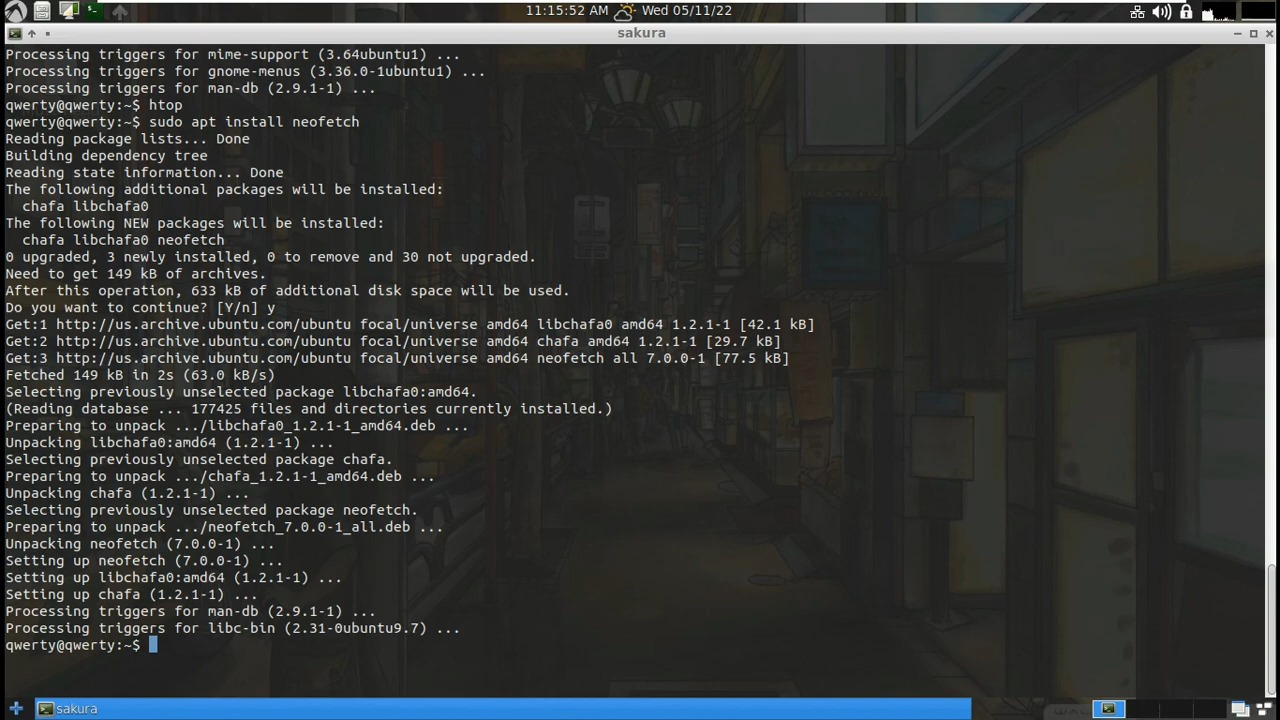 11:15:52 AM Wed 05/11/22
sakura
Processing triggers for mime-support (3.64ubuntu1) ...
Processing triggers for gnome-menus (3.36.0-1ubuntu1) ...
Processing triggers for man-db (2.9.1-1) ...
qwerty@qwerty:~$ htop
qwerty@qwerty:~$ sudo apt install neofetch
Reading package lists... Done
Building dependency tree
Reading state information... Done
The following additional packages will be installed:
  chafa libchafa0
The following NEW packages will be installed:
  chafa libchafa0 neofetch
0 upgraded, 3 newly installed, 0 to remove and 30 not upgraded.
Need to get 149 kB of archives.
After this operation, 633 kB of additional disk space will be used.
Do you want to continue? [Y/n] y
Get:1 http://us.archive.ubuntu.com/ubuntu focal/universe amd64 libchafa0 amd64 1.2.1-1 [42.1 kB]
Get:2 http://us.archive.ubuntu.com/ubuntu focal/universe amd64 chafa amd64 1.2.1-1 [29.7 kB]
Get:3 http://us.archive.ubuntu.com/ubuntu focal/universe amd64 neofetch all 7.0.0-1 [77.5 kB]
Fetched 149 kB in 2s (63.0 kB/s)
Selecting previously unselected package libchafa0:amd64.
(Reading database ... 177425 files and directories currently installed.)
Preparing to unpack .../libchafa0_1.2.1-1_amd64.deb ...
Unpacking libchafa0:amd64 (1.2.1-1) ...
Selecting previously unselected package chafa.
Preparing to unpack .../chafa_1.2.1-1_amd64.deb ...
Unpacking chafa (1.2.1-1) ...
Selecting previously unselected package neofetch.
Preparing to unpack .../neofetch_7.0.0-1_all.deb ...
Unpacking neofetch (7.0.0-1) ...
Setting up neofetch (7.0.0-1) ...
Setting up libchafa0:amd64 (1.2.1-1) ...
Setting up chafa (1.2.1-1) ...
Processing triggers for man-db (2.9.1-1) ...
Processing triggers for libc-bin (2.31-0ubuntu9.7) ...
qwerty@qwerty:~$
sakura